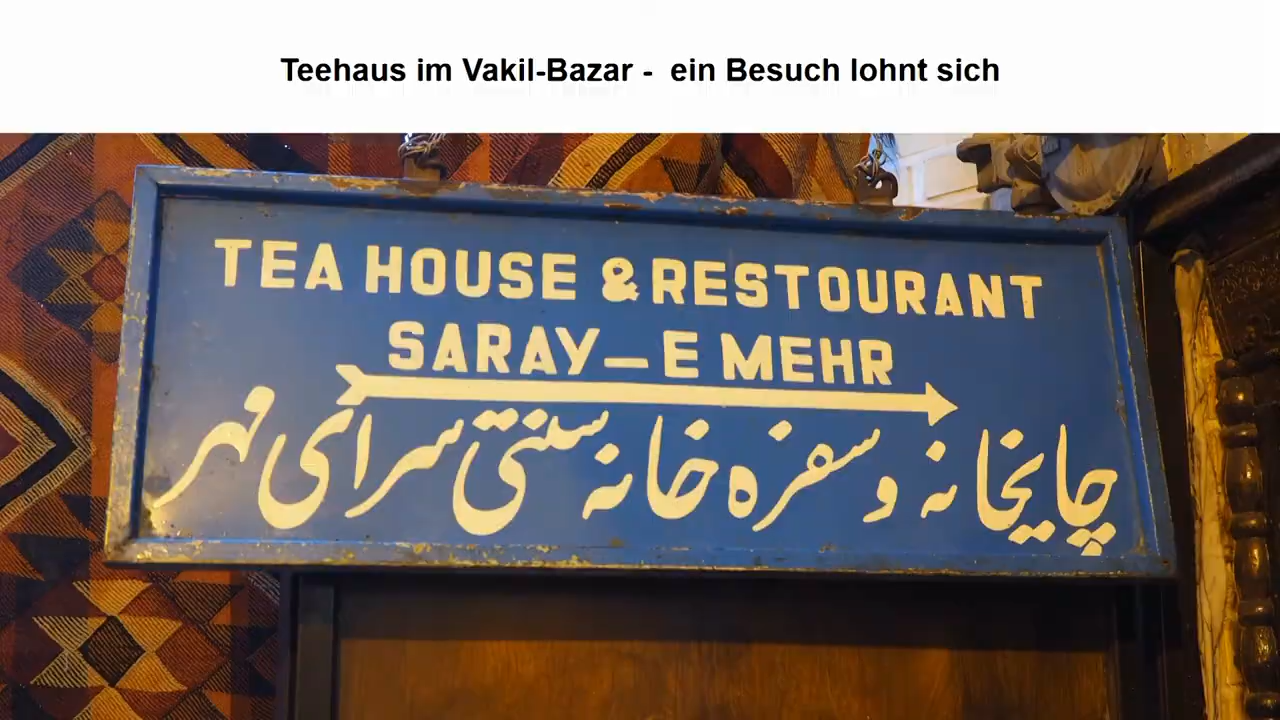 Teehaus im Vakil-Bazar - ein Besuch lohnt sich
TEA HOUSE & RESTOURANT
SARAY-E MEHR
چایخانه و سفره خانه سنتی سرای مهر